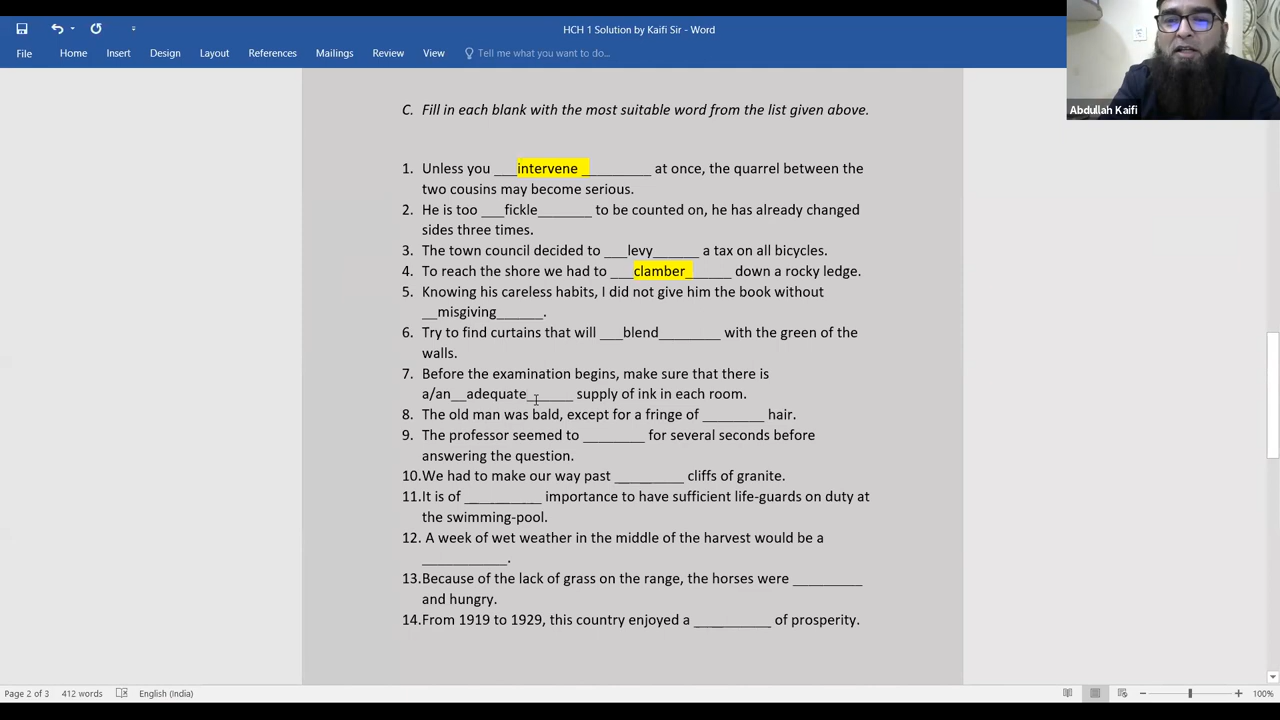 HCH 1 Solution by Kaifi Sir - Word
File Home Insert Design Layout References Mailings Review View Tell me what you want to do...
Abdullah Kaifi
C. Fill in each blank with the most suitable word from the list given above.
1. Unless you ___intervene _________ at once, the quarrel between the
two cousins may become serious.
2. He is too ___fickle_______ to be counted on, he has already changed
sides three times.
3. The town council decided to ___levy______ a tax on all bicycles.
4. To reach the shore we had to ___clamber______ down a rocky ledge.
5. Knowing his careless habits, I did not give him the book without
__misgiving______.
6. Try to find curtains that will ___blend________ with the green of the
walls.
7. Before the examination begins, make sure that there is
a/an__adequate______ supply of ink in each room.
8. The old man was bald, except for a fringe of ________ hair.
9. The professor seemed to ________ for several seconds before
answering the question.
10.We had to make our way past _________ cliffs of granite.
11.It is of __________ importance to have sufficient life-guards on duty at
the swimming-pool.
12. A week of wet weather in the middle of the harvest would be a
___________.
13.Because of the lack of grass on the range, the horses were _________
and hungry.
14.From 1919 to 1929, this country enjoyed a __________ of prosperity.
Page 2 of 3 412 words English (India) 100%